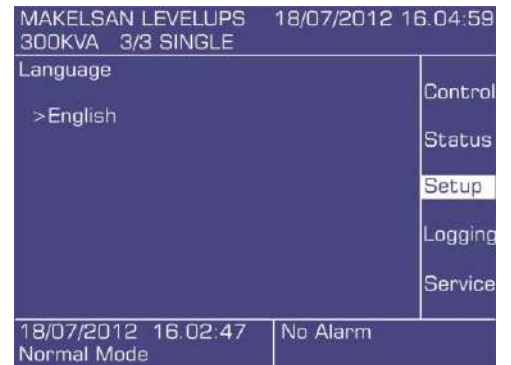 MAKELSAN LEVELUPS 18/07/2012 16.04:59
300KVA 3/3 SINGLE
Language
>English
Control
Status
Setup
Logging
Service
18/07/2012 16.02:47 No Alarm
Normal Mode